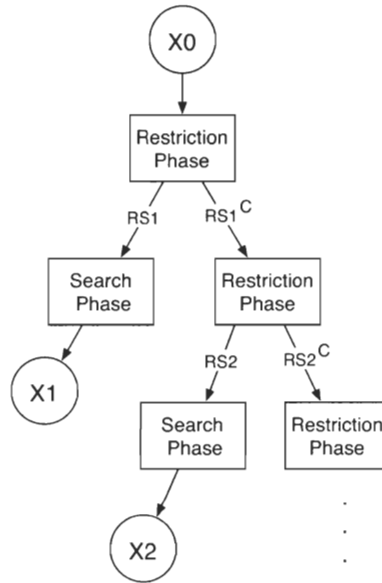 X0
Restriction
Phase
RS1
RS1^C
Search
Phase
Restriction
Phase
X1
RS2
RS2^C
Search
Phase
Restriction
Phase
X2